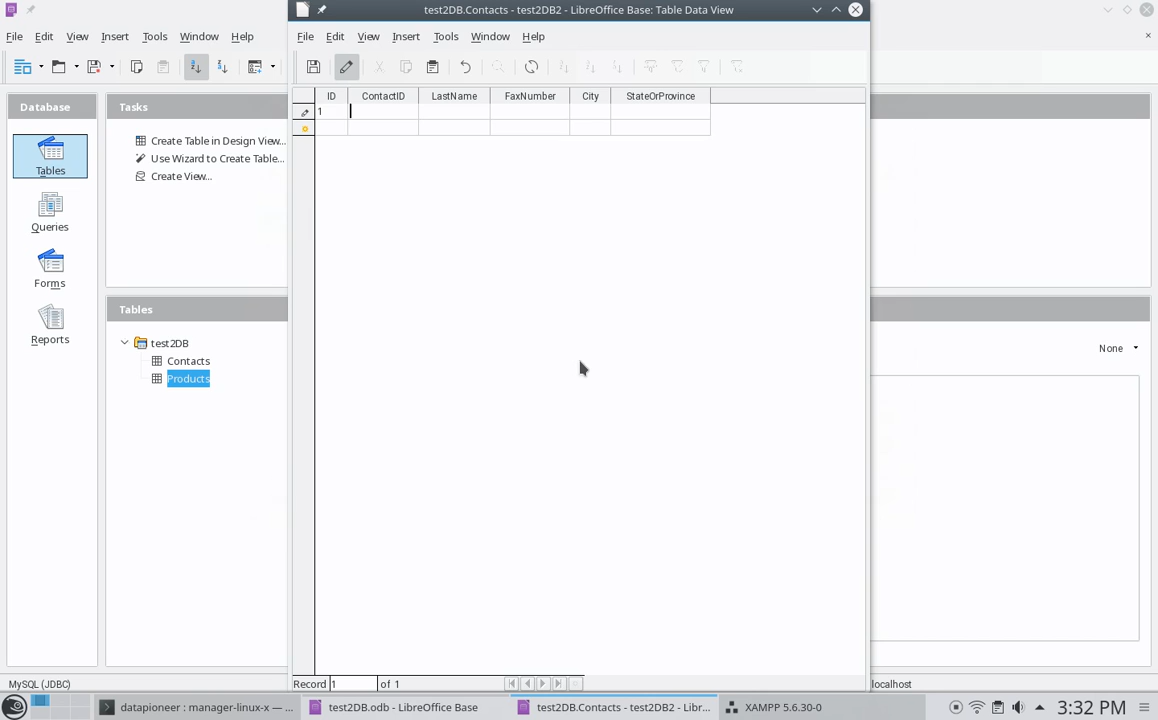 test2DB.Contacts - test2DB2 - LibreOffice Base: Table Data View
File Edit View Insert Tools Window Help
File Edit View Insert Tools Window Help
Database
Tasks
Tables
Queries
Forms
Reports
Create Table in Design View...
Use Wizard to Create Table...
Create View...
Tables
test2DB
Contacts
Products
ID ContactID LastName FaxNumber City StateOrProvince
1
None
Record 1 of 1
MySQL (JDBC)
localhost
datapioneer : manager-linux-x — ...
test2DB.odb - LibreOffice Base
test2DB.Contacts - test2DB2 - Libr...
XAMPP 5.6.30-0
3:32 PM